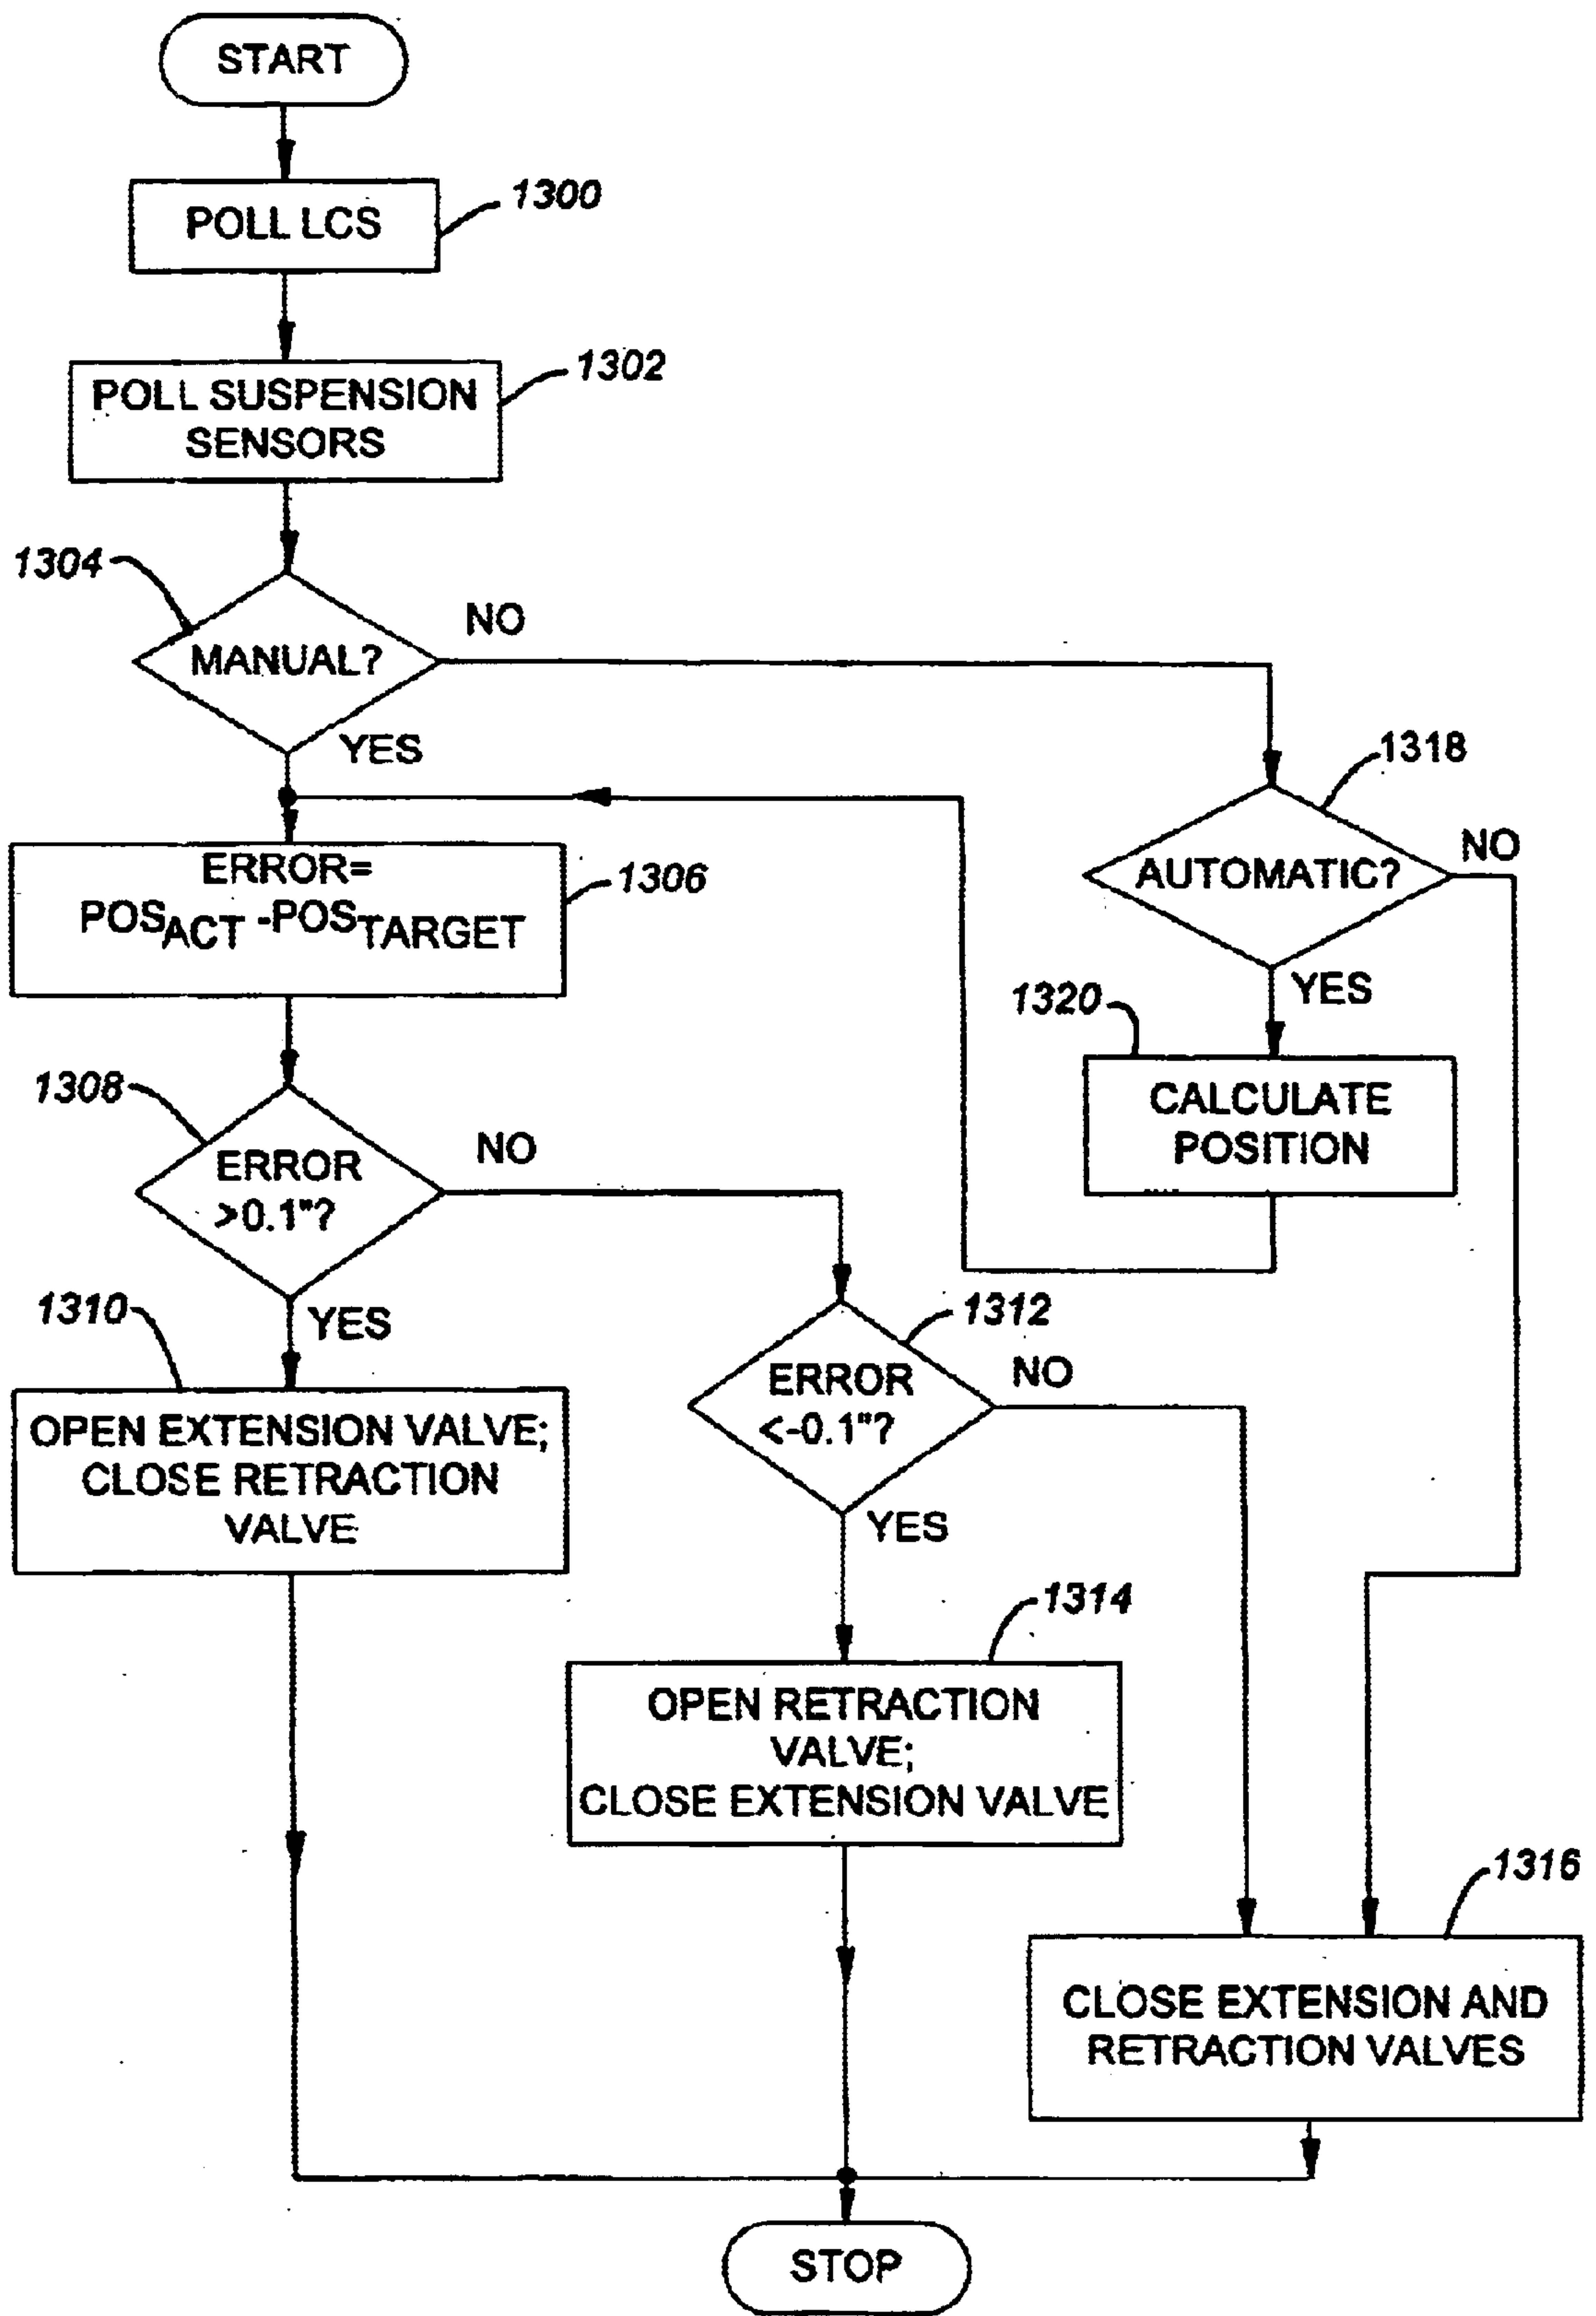 START
POLL LCS
1300
POLL SUSPENSION
SENSORS
1302
1304
MANUAL?
NO
YES
1318
AUTOMATIC?
NO
YES
ERROR=
POSACT -POSTARGET
1306
1320
CALCULATE
POSITION
1308
ERROR
>0.1"?
NO
YES
1310
OPEN EXTENSION VALVE;
CLOSE RETRACTION
VALVE
1312
ERROR
<-0.1"?
NO
YES
1314
OPEN RETRACTION
VALVE;
CLOSE EXTENSION VALVE
1316
CLOSE EXTENSION AND
RETRACTION VALVES
STOP